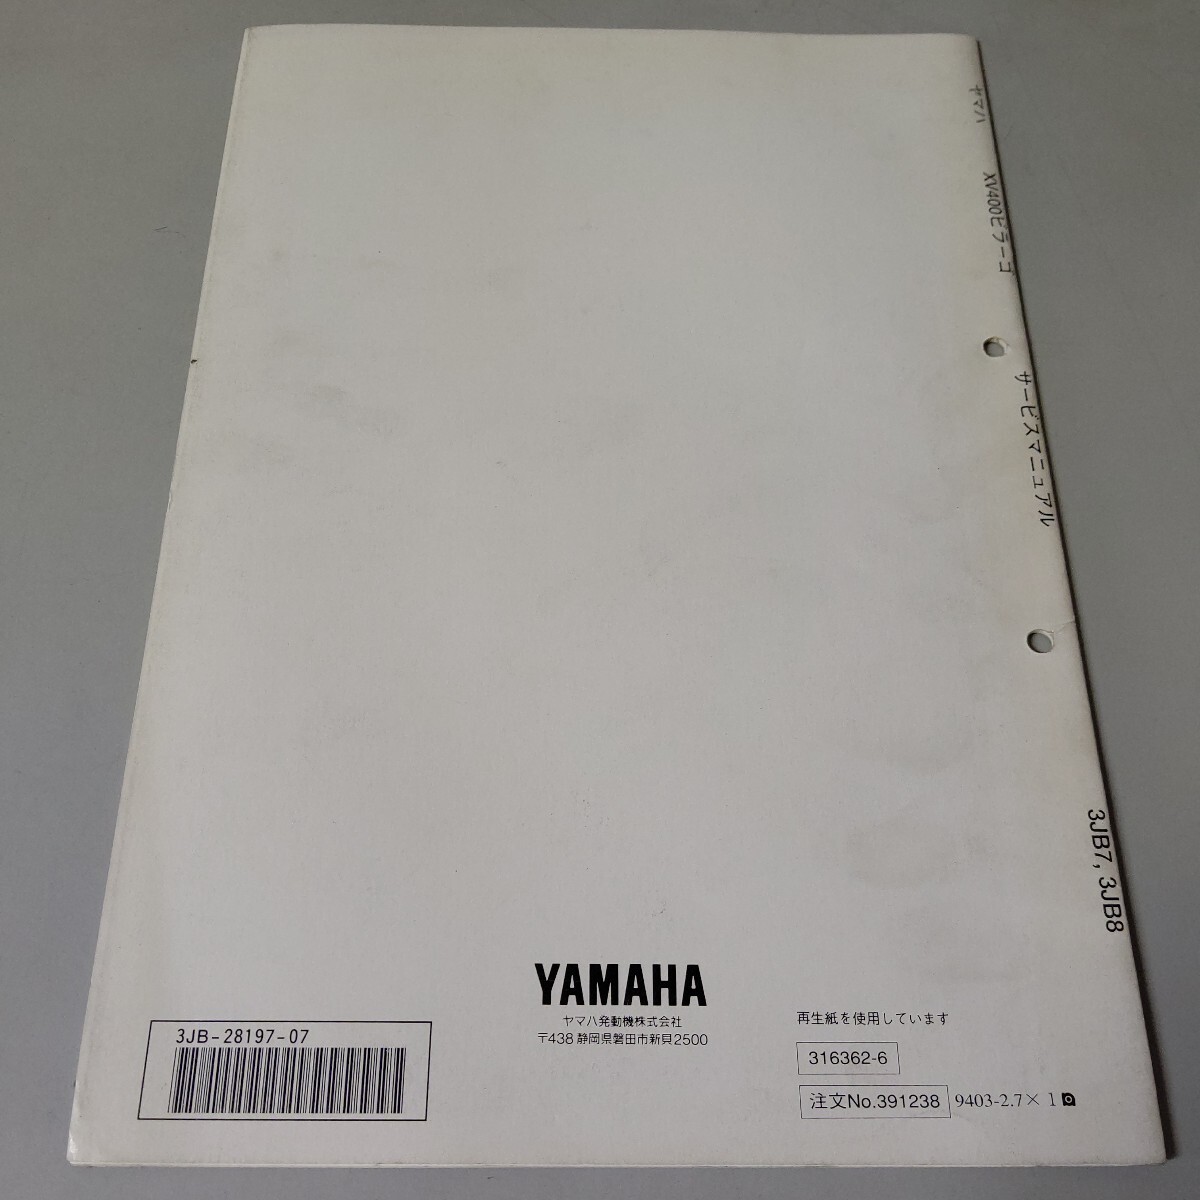 ヤマハ XV400ビラーゴ サービスマニュアル
3JB7, 3JB8
YAMAHA
ヤマハ発動機株式会社
〒438 静岡県磐田市新貝2500
3JB-28197-07
再生紙を使用しています
316362-6
注文No.391238
9403-2.7×1